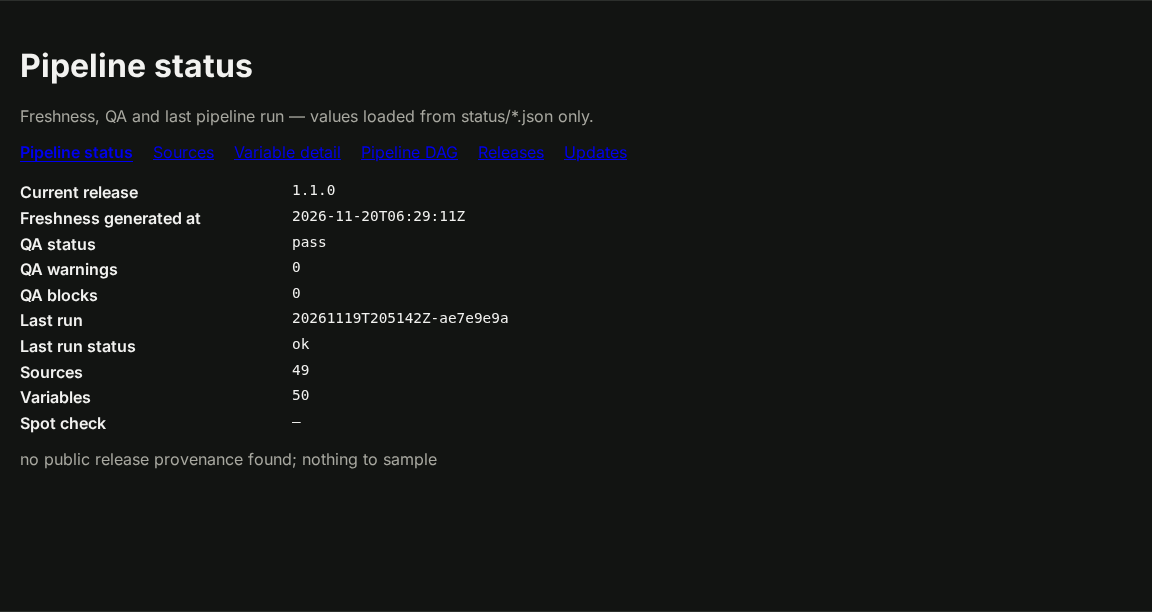 Pipeline status
Freshness, QA and last pipeline run — values loaded from status/*.json only.
Pipeline status Sources Variable detail Pipeline DAG Releases Updates
Current release 1.1.0
Freshness generated at 2026-11-20T06:29:11Z
QA status pass
QA warnings 0
QA blocks 0
Last run 20261119T205142Z-ae7e9e9a
Last run status ok
Sources 49
Variables 50
Spot check —
no public release provenance found; nothing to sample